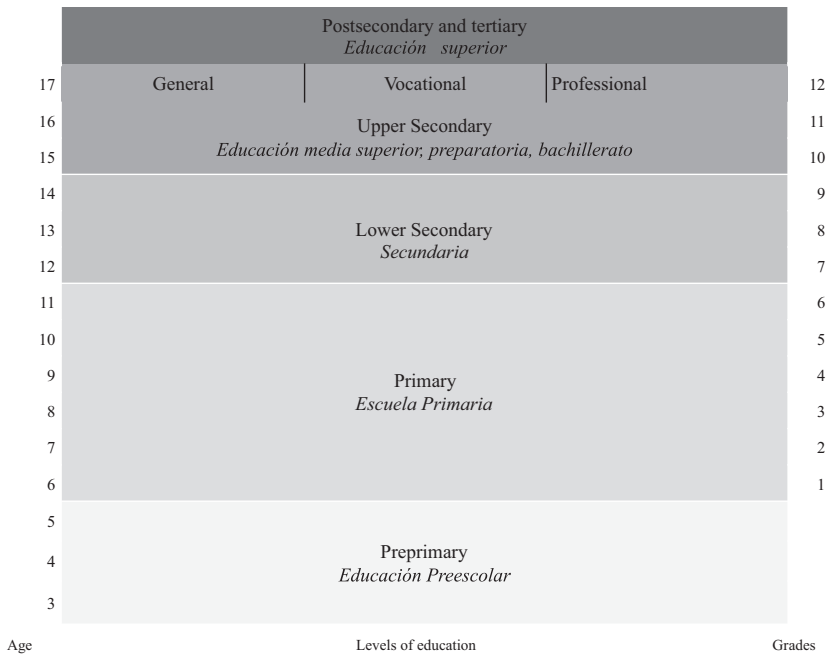 Postsecondary and tertiary
Educación superior
17 General Vocational Professional 12
16 11
Upper Secondary
Educación media superior, preparatoria, bachillerato
15 10
14 9
13 Lower Secondary 8
Secundaria
12 7
11 6
10 5
9 Primary 4
8 Escuela Primaria 3
7 2
6 1
5
Preprimary
4
Educación Preescolar
3
Age Levels of education Grades